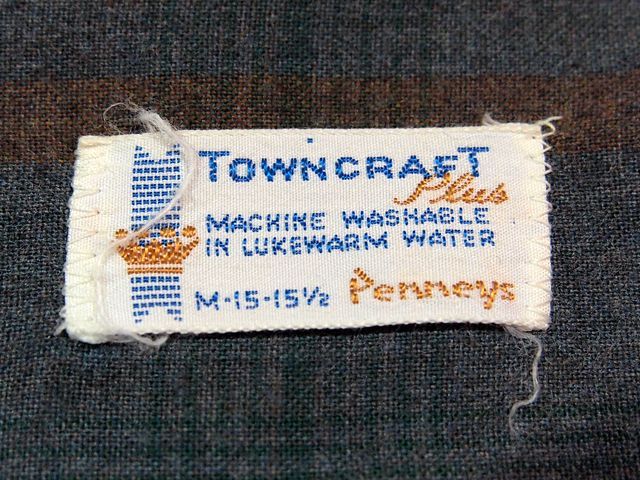 TOWNCRAFT
Plus
MACHINE WASHABLE
IN LUKEWARM WATER
M-15-15½ Penneys